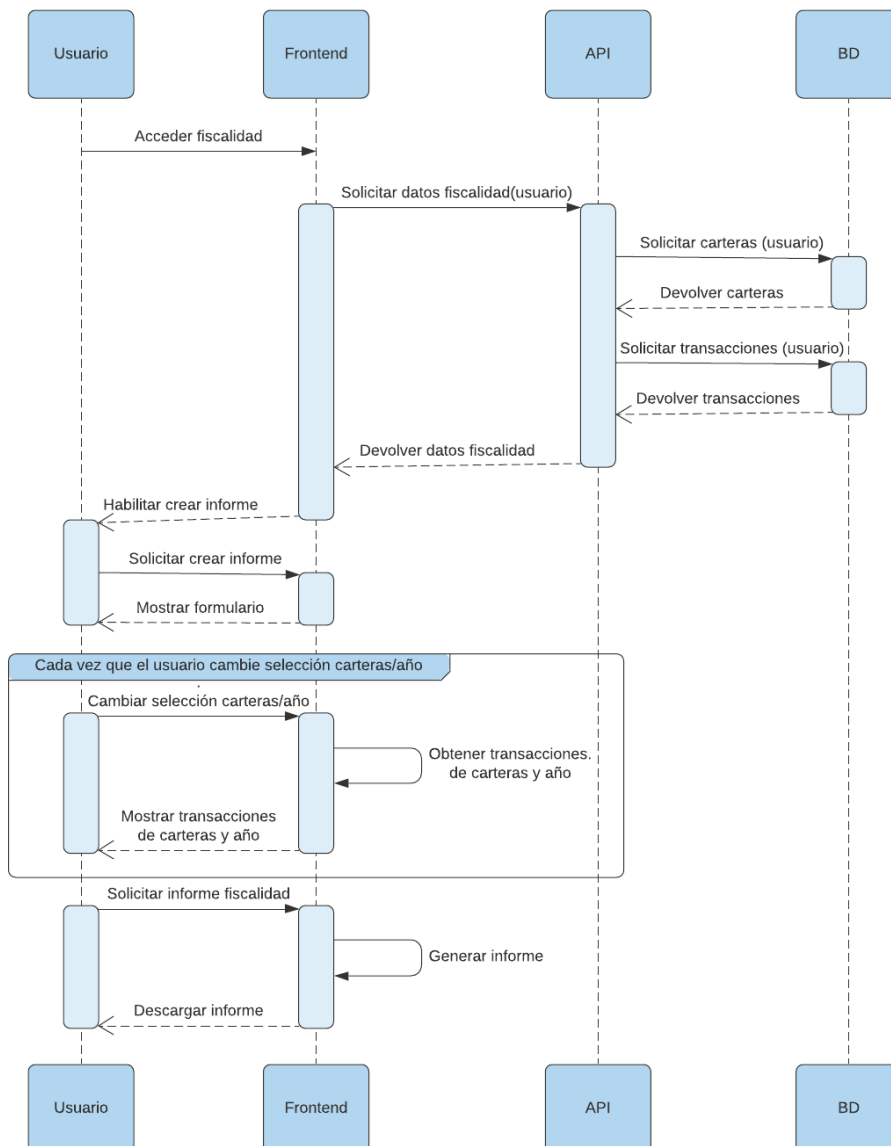 Usuario
Frontend
API
BD
Acceder fiscalidad
Solicitar datos fiscalidad(usuario)
Solicitar carteras (usuario)
Devolver carteras
Solicitar transacciones (usuario)
Devolver transacciones
Devolver datos fiscalidad
Habilitar crear informe
Solicitar crear informe
Mostrar formulario
Cada vez que el usuario cambie selección carteras/año
.
Cambiar selección carteras/año
Obtener transacciones.
de carteras y año
Mostrar transacciones
de carteras y año
Solicitar informe fiscalidad
Generar informe
Descargar informe
Usuario
Frontend
API
BD